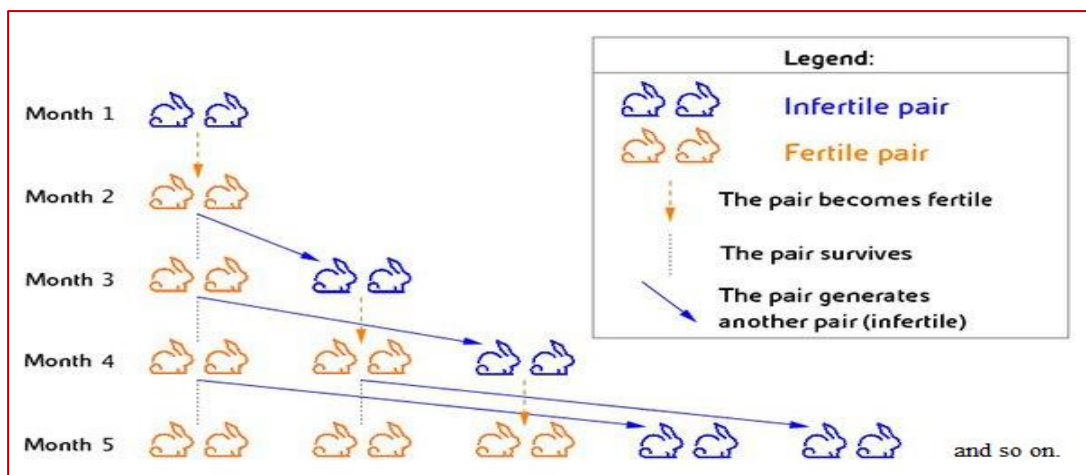 Legend:
Month 1
Infertile pair
Fertile pair
Month 2
The pair becomes fertile
The pair survives
Month 3
The pair generates
another pair (infertile)
Month 4
Month 5
and so on.